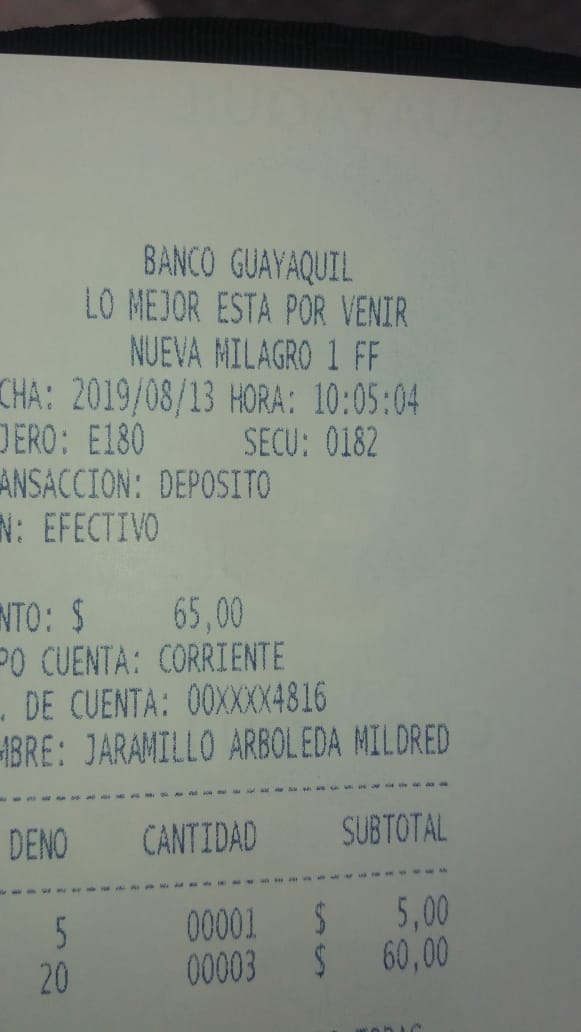 BANCO GUAYAQUIL
LO MEJOR ESTA POR VENIR
NUEVA MILAGRO 1 FF
CHA: 2019/08/13 HORA: 10:05:04
JERO: E180 SECU: 0182
ANSACCION: DEPOSITO
N: EFECTIVO
NTO: $ 65,00
PO CUENTA: CORRIENTE
. DE CUENTA: 00XXXX4816
MBRE: JARAMILLO ARBOLEDA MILDRED
DENO CANTIDAD SUBTOTAL
5 00001 $ 5,00
20 00003 $ 60,00